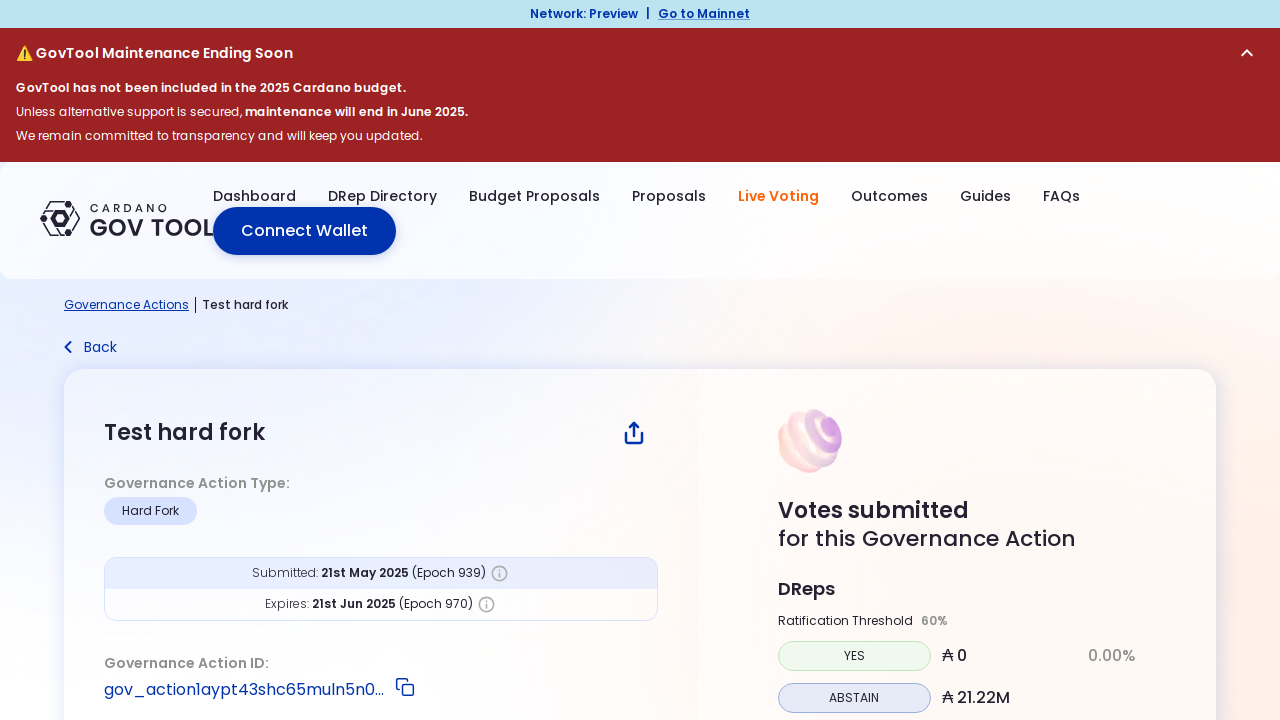 Network: Preview | Go to Mainnet
⚠️ GovTool Maintenance Ending Soon
GovTool has not been included in the 2025 Cardano budget.
Unless alternative support is secured, maintenance will end in June 2025.
We remain committed to transparency and will keep you updated.
CARDANO
GOV TOOL
Dashboard DRep Directory Budget Proposals Proposals Live Voting Outcomes Guides FAQs
Connect Wallet
Governance Actions | Test hard fork
Back
Test hard fork
Governance Action Type:
Hard Fork
Submitted: 21st May 2025 (Epoch 939)
Expires: 21st Jun 2025 (Epoch 970)
Governance Action ID:
gov_action1aypt43shc65muln5n0...
Votes submitted
for this Governance Action
DReps
Ratification Threshold 60%
YES ₳ 0 0.00%
ABSTAIN ₳ 21.22M